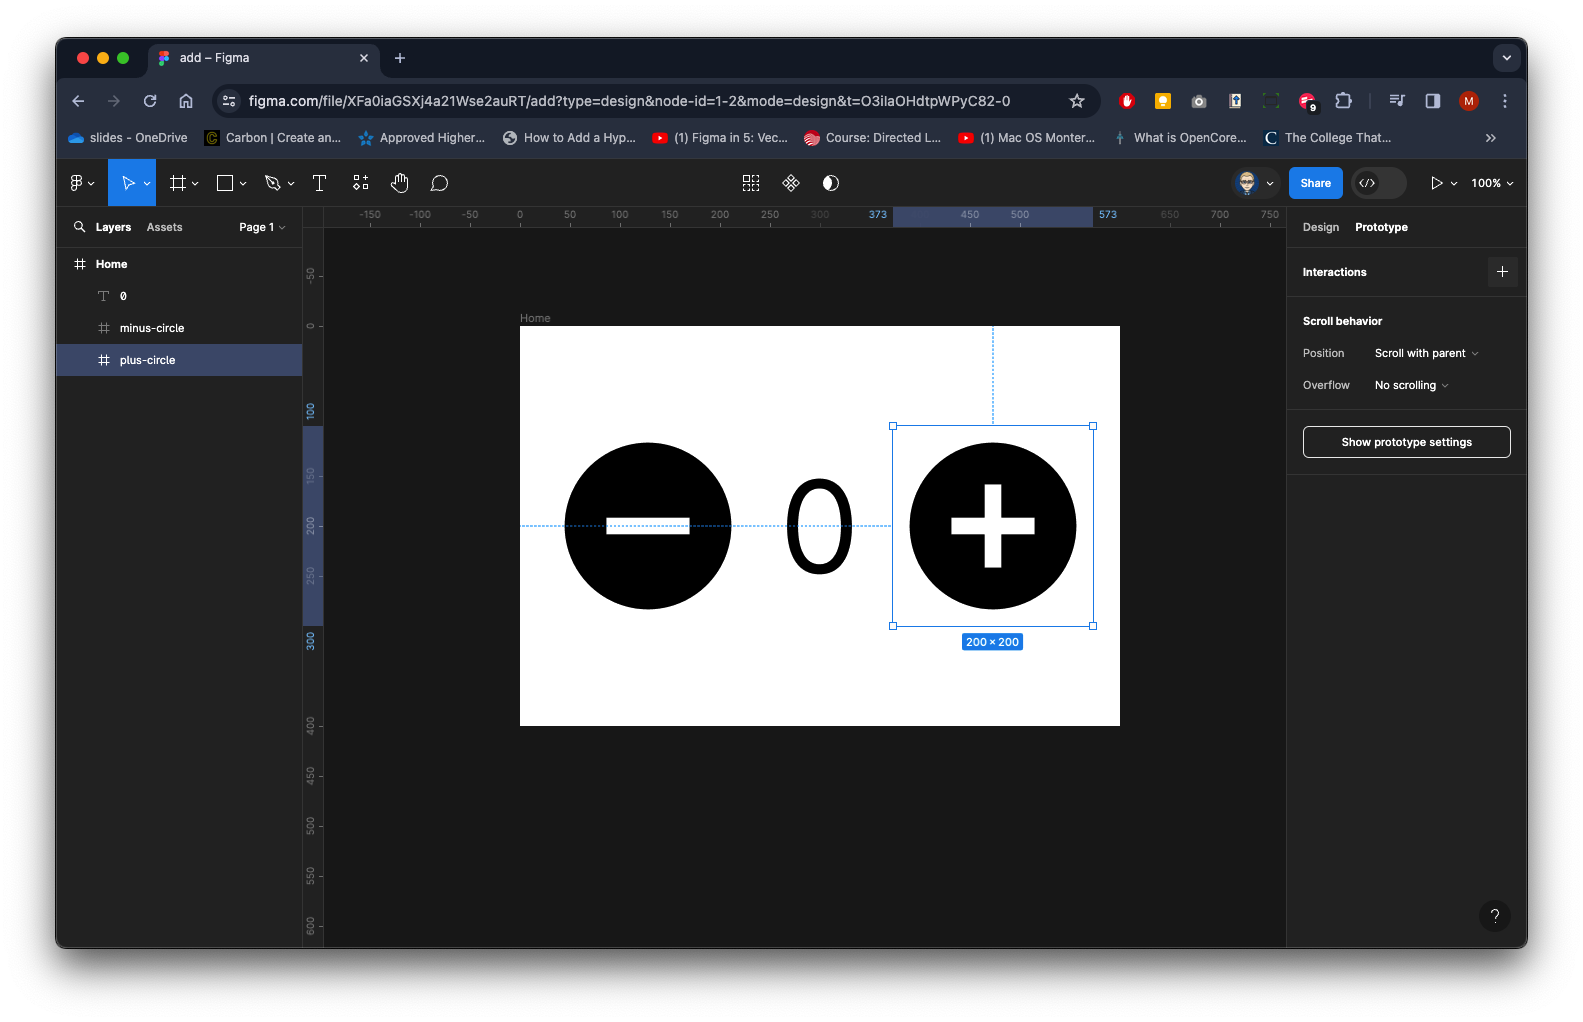 add – Figma
figma.com/file/XFa0iaGSXj4a21Wse2auRT/add?type=design&node-id=1-2&mode=design&t=O3ilaOHdtpWPyC82-0
9
M
slides - OneDrive
Carbon | Create an...
Approved Higher...
How to Add a Hyp...
(1) Figma in 5: Vec...
Course: Directed L...
(1) Mac OS Monter...
What is OpenCore...
The College That...
Share
100%
Layers
Assets
Page 1
-150
-100
-50
0
50
100
150
200
250
300
373
450
500
573
650
700
750
Design
Prototype
Home
0
minus-circle
plus-circle
-50
0
100
150
200
250
300
400
450
500
550
600
Home
0
200 × 200
Interactions
Scroll behavior
Position
Scroll with parent
Overflow
No scrolling
Show prototype settings
?